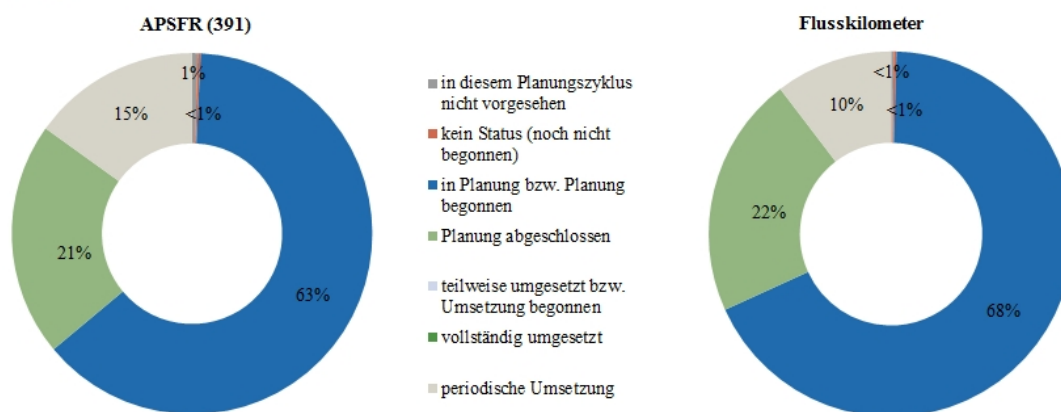 APSFR (391)
1%
<1%
15%
21%
63%
in diesem Planungszyklus
nicht vorgesehen
kein Status (noch nicht
begonnen)
in Planung bzw. Planung
begonnen
Planung abgeschlossen
teilweise umgesetzt bzw.
Umsetzung begonnen
vollständig umgesetzt
periodische Umsetzung
Flusskilometer
<1%
<1%
10%
22%
68%